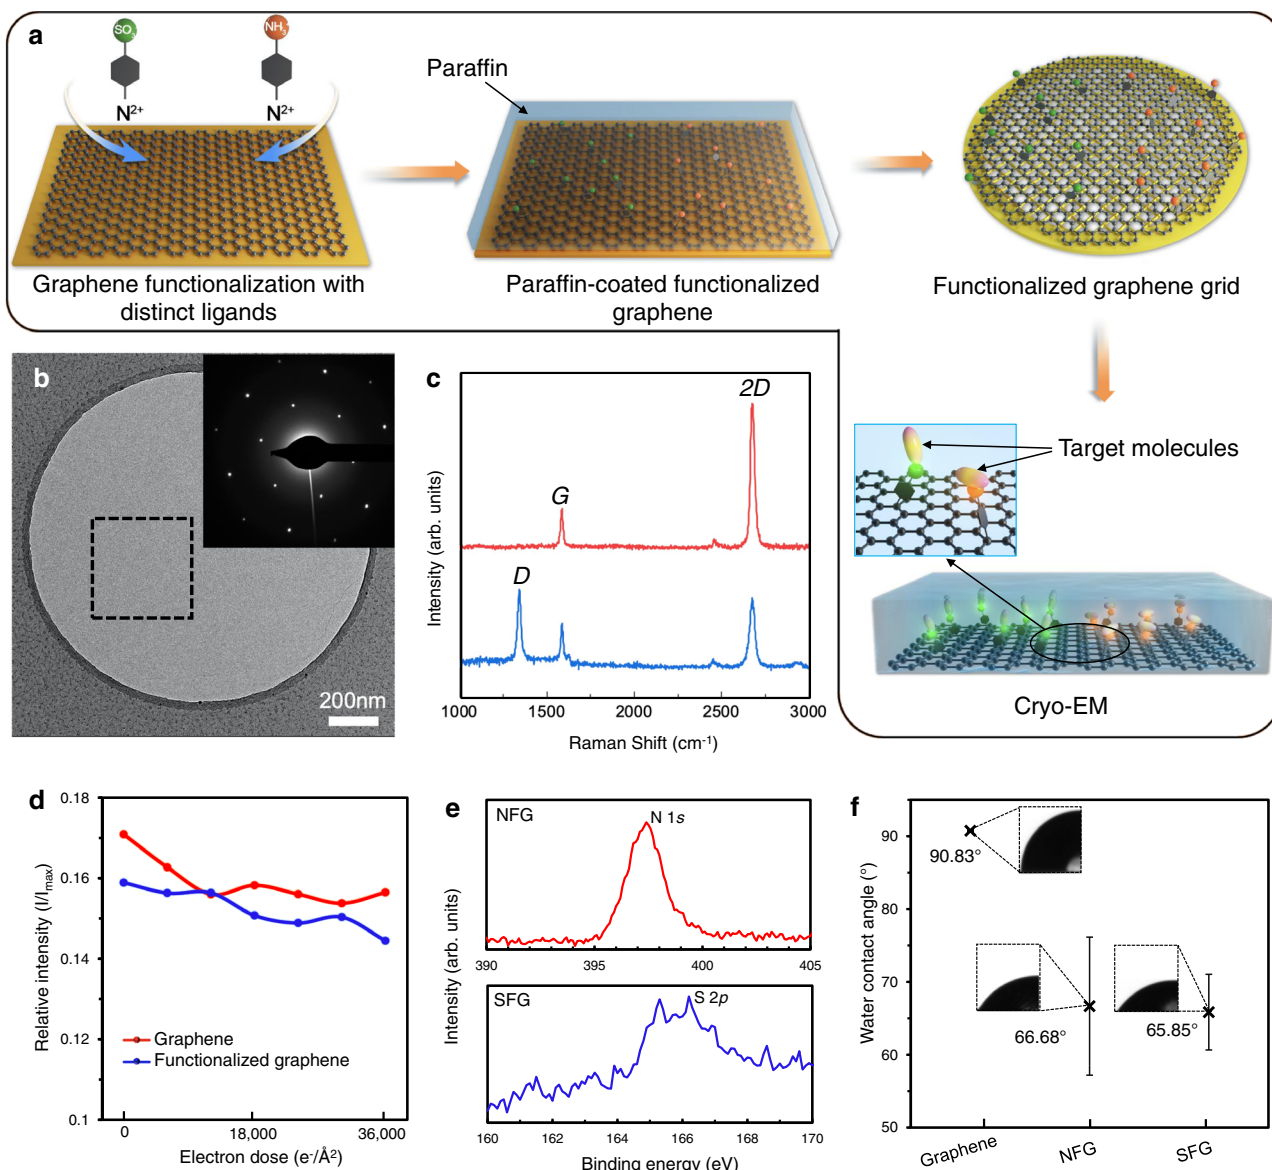 a
SO3
NH3
N2+
N2+
Paraffin
Graphene functionalization with
distinct ligands
Paraffin-coated functionalized
graphene
Functionalized graphene grid
Target molecules
Cryo-EM
b
200nm
c
G
2D
D
Intensity (arb. units)
1000 1500 2000 2500 3000
Raman Shift (cm-1)
d
Relative intensity (I/Imax)
0.18
0.16
0.14
0.12
0.1
Graphene
Functionalized graphene
0 18,000 36,000
Electron dose (e-/Å2)
e
Intensity (arb. units)
NFG
N 1s
390 396 400 405
SFG
S 2p
160 162 164 166 168 170
Binding energy (eV)
f
Water contact angle (°)
90
80
70
60
50
90.83°
66.68°
65.85°
Graphene NFG SFG